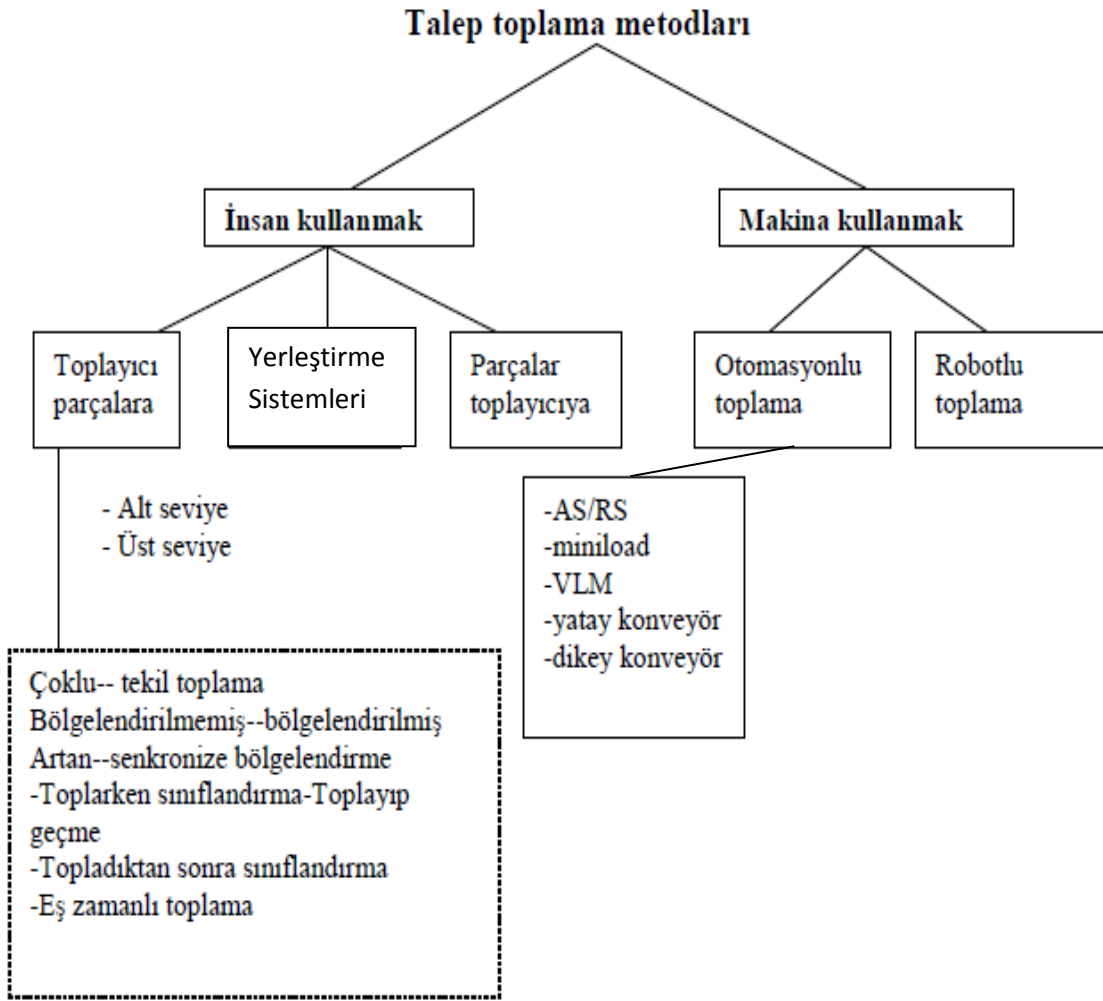 Talep toplama metodları
İnsan kullanmak
Makina kullanmak
Toplayıcı
parçalara
Yerleştirme
Sistemleri
Parçalar
toplayıcıya
Otomasyonlu
toplama
Robotlu
toplama
- Alt seviye
- Üst seviye
-AS/RS
-miniload
-VLM
-yatay konveyör
-dikey konveyör
Çoklu-- tekil toplama
Bölgelendirilmemiş--bölgelendirilmiş
Artan--senkronize bölgelendirme
-Toplarken sınıflandırma-Toplayıp
geçme
-Topladıktan sonra sınıflandırma
-Eş zamanlı toplama